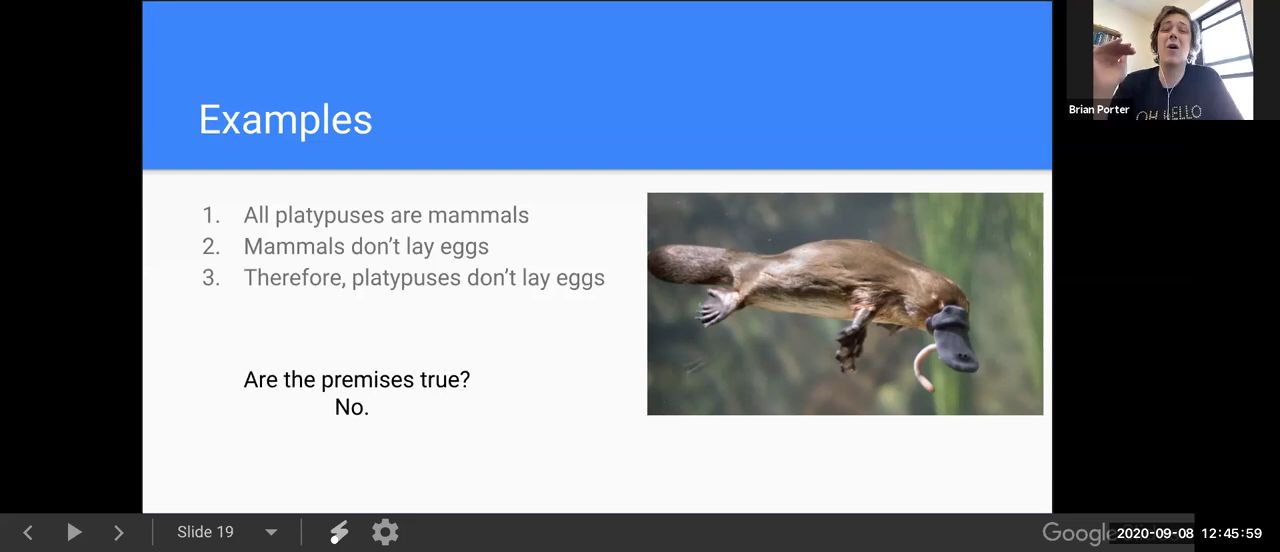 Examples
1. All platypuses are mammals
2. Mammals don’t lay eggs
3. Therefore, platypuses don’t lay eggs
Are the premises true?
No.
Brian Porter
OH HELLO
Slide 19
Google
2020-09-08 12:45:59